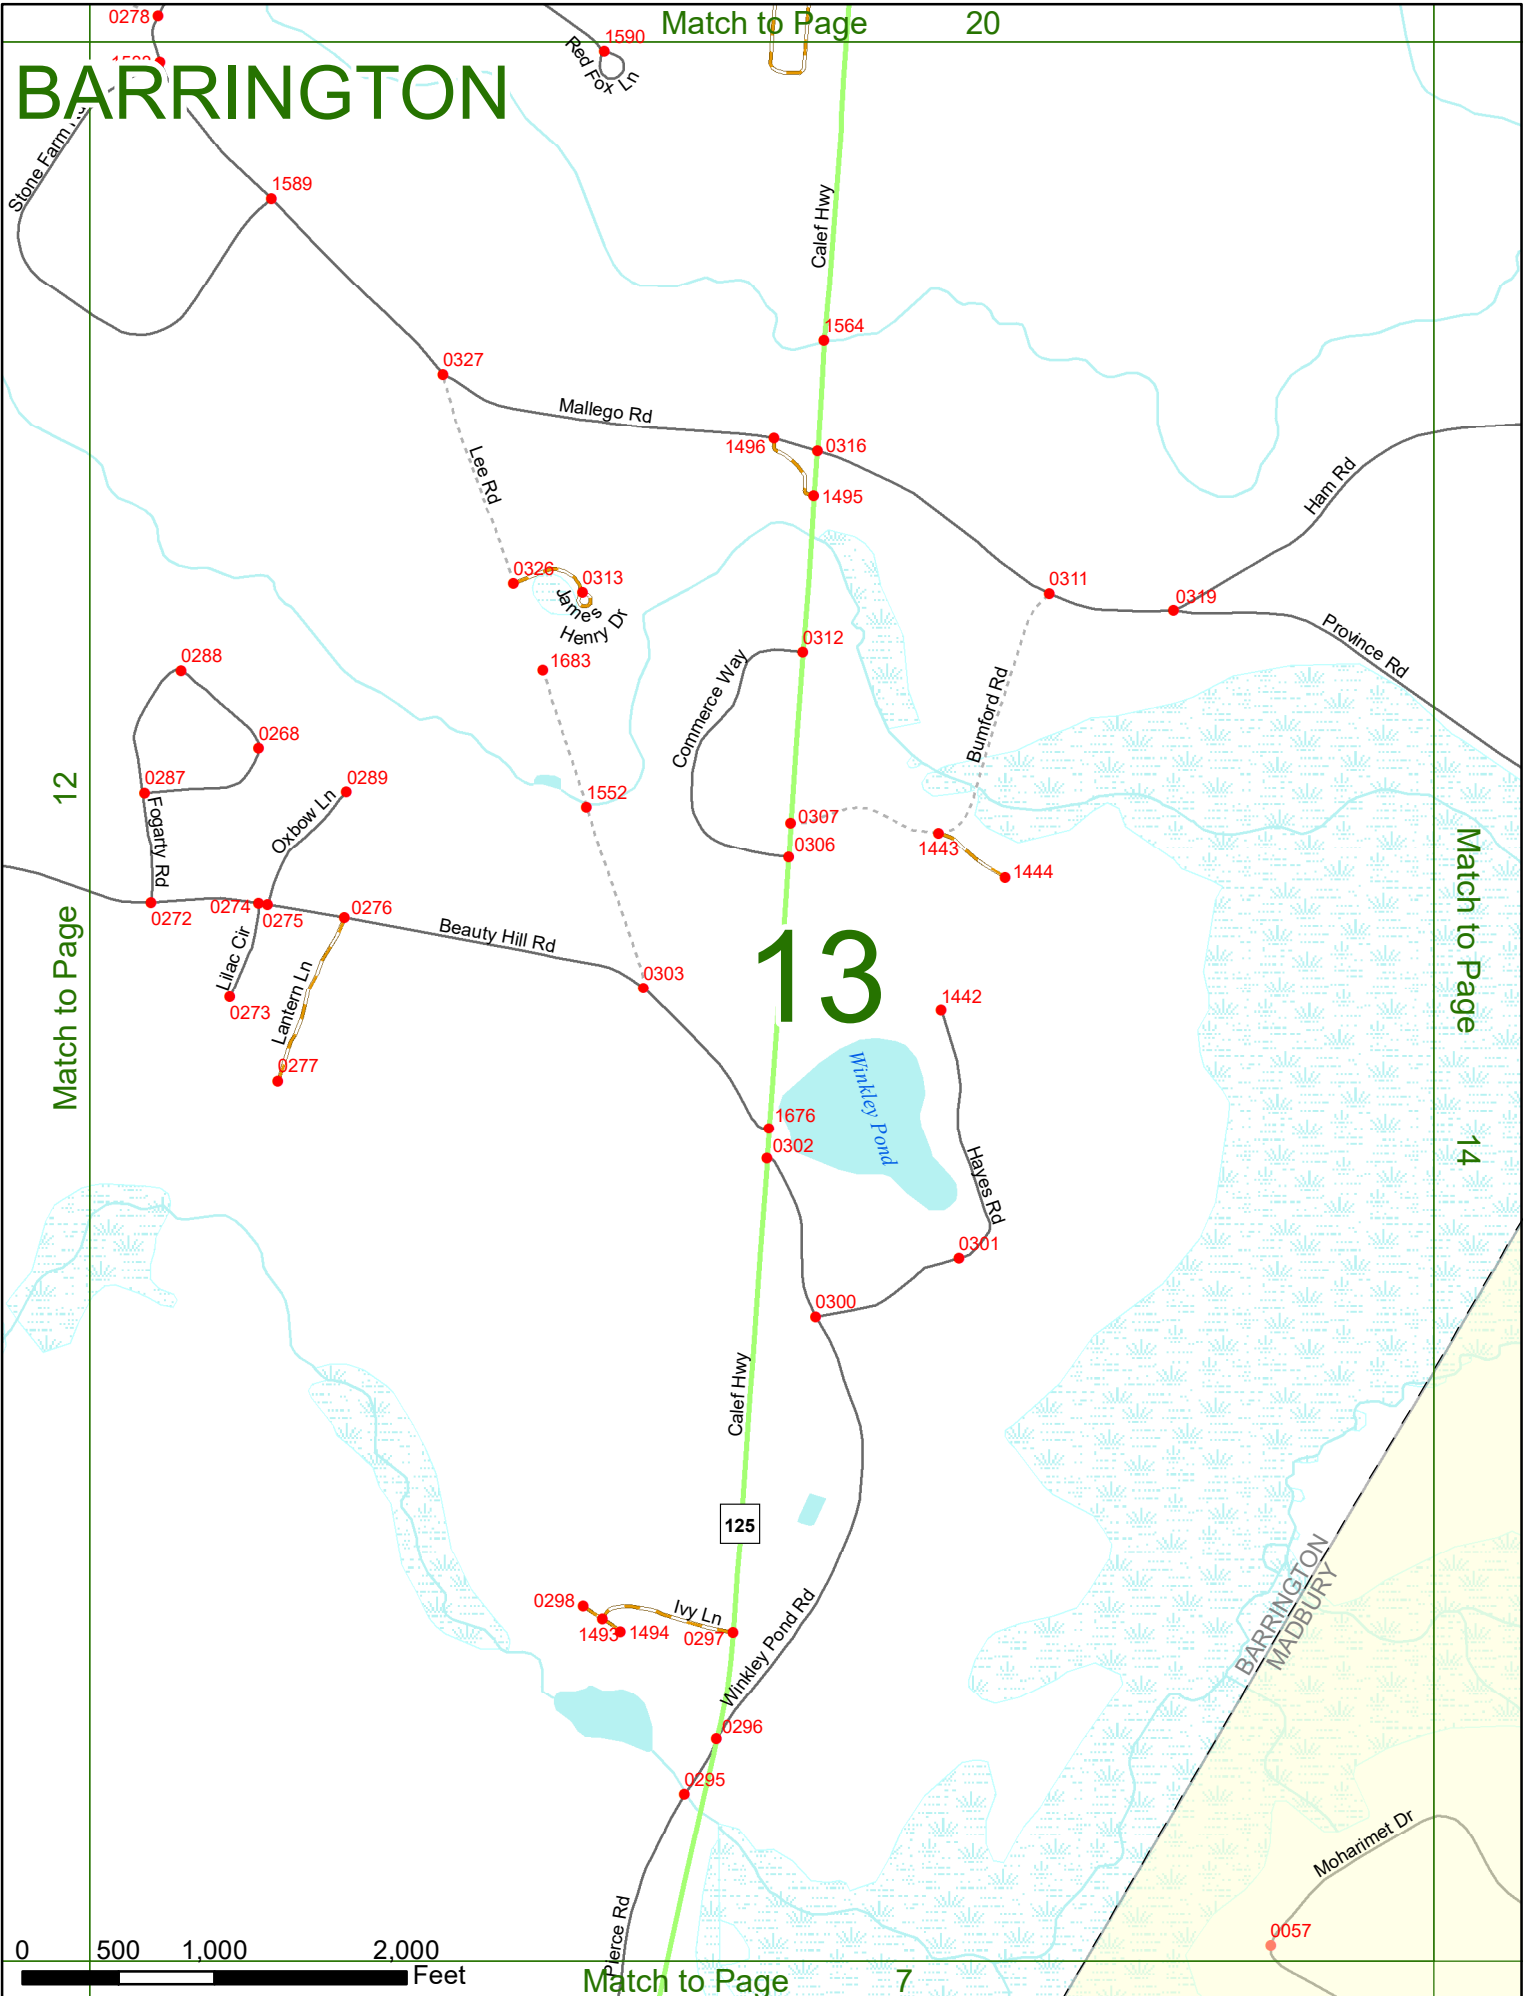 0278
Match to Page 20
1590
Red Fox Ln
BARRINGTON
Stone Farm
1589
Calef Hwy
1564
0327
Mallego Rd
1496
0316
1495
Lee Rd
Ham Rd
0326
0313
James
Henry Dr
0311
0319
Province Rd
0312
1683
0288
Commerce Way
Bumford Rd
0268
0287
0289
Oxbow Ln
Fogarty Rd
1552
0307
0306
1443
1444
Match to Page 12
Match to Page 14
0272
0274
0275
0276
Beauty Hill Rd
Lilac Cir
0273
Lantern Ln
0277
0303
13
1442
Winkley Pond
1676
0302
Hayes Rd
0301
0300
Calef Hwy
125
0298
Ivy Ln
1493
1494
0297
Winkley Pond Rd
BARRINGTON
MADBURY
0296
0295
Moharimet Dr
0057
Pierce Rd
0 500 1,000 2,000
Feet
Match to Page 7